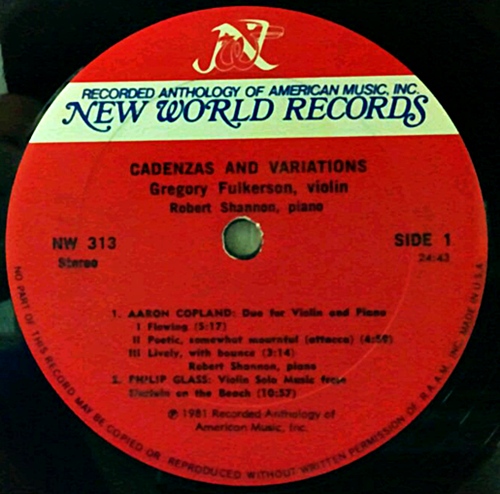 RECORDED ANTHOLOGY OF AMERICAN MUSIC, INC.
NEW WORLD RECORDS
CADENZAS AND VARIATIONS
Gregory Fulkerson, violin
Robert Shannon, piano
NW 313
SIDE 1
Stereo
24:43
1. AARON COPLAND: Duo for Violin and Piano
I Flowing (5:17)
II Poetic, somewhat mournful (attacca) (4:59)
III Lively, with bounce (3:14)
Robert Shannon, piano
2. PHILIP GLASS: Violin Solo Music from
Einstein on the Beach (10:57)
℗ 1981 Recorded Anthology of
American Music, Inc.
NO PART OF THIS RECORD MAY BE COPIED OR REPRODUCED WITHOUT WRITTEN PERMISSION OF R.A.A.M. INC. MADE IN U.S.A.